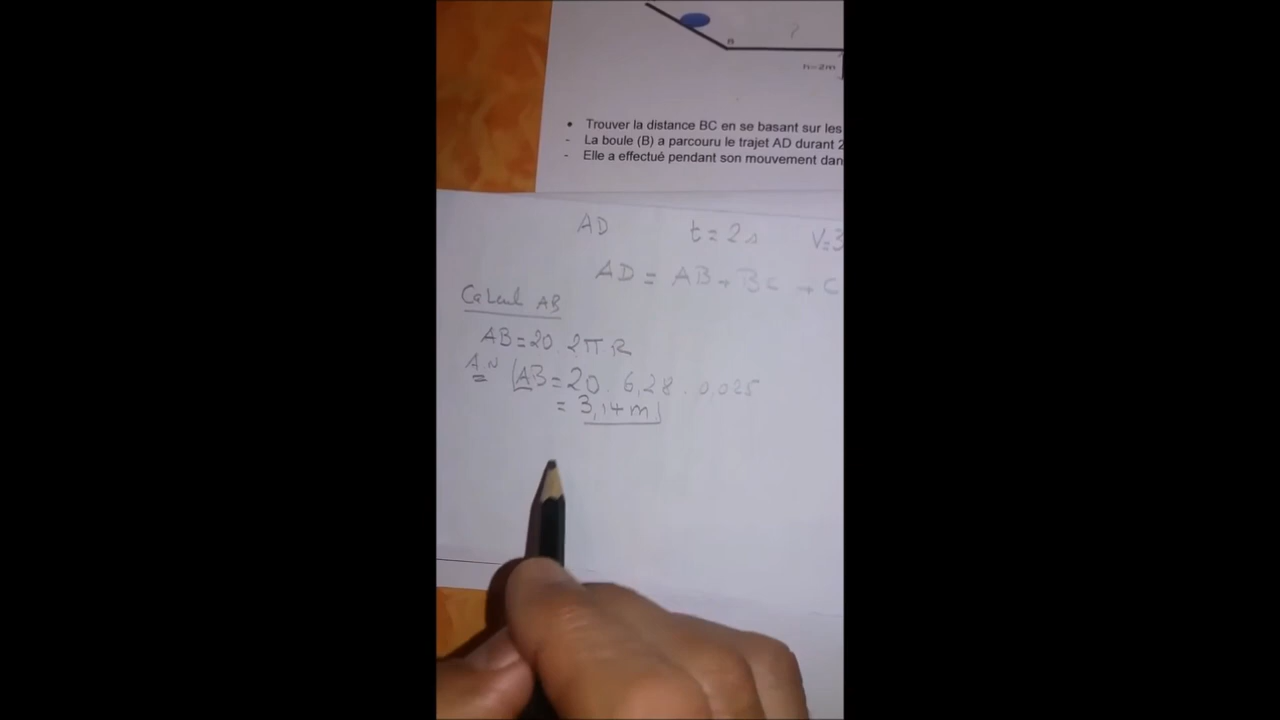 B
?
h=2m
• Trouver la distance BC en se basant sur les
- La boule (B) a parcouru le trajet AD durant 2
- Elle a effectué pendant son mouvement dan
AD t = 2 s V=3
AD = AB + BC + C
Calcul AB
AB = 20 . 2π . R
A.N (AB = 20 . 6,28 . 0,025
= 3,14 m)